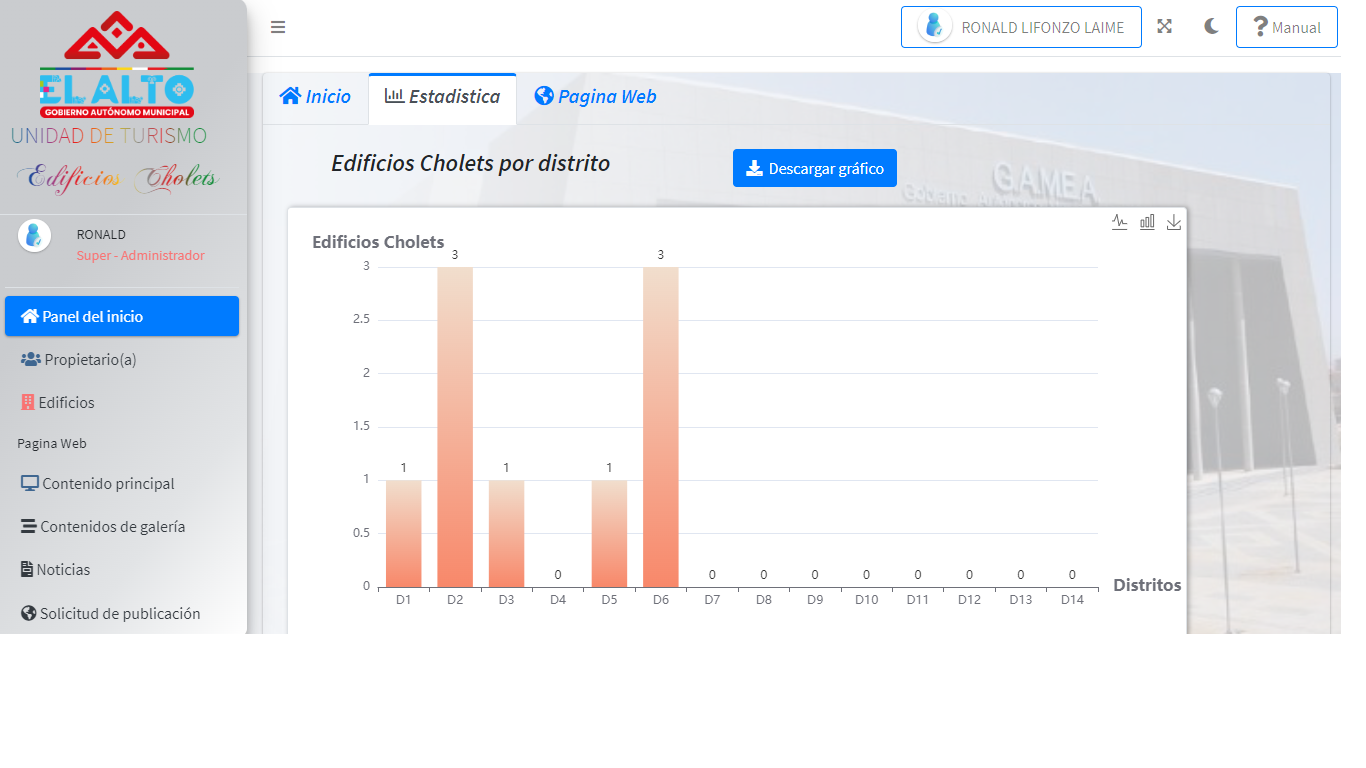 EL ALTO
GOBIERNO AUTÓNOMO MUNICIPAL
UNIDAD DE TURISMO
Edificios Cholets
RONALD
Super - Administrador
Panel del inicio
Propietario(a)
Edificios
Pagina Web
Contenido principal
Contenidos de galería
Noticias
Solicitud de publicación
RONALD LIFONZO LAIME
? Manual
Inicio
Estadistica
Pagina Web
Edificios Cholets por distrito
Descargar gráfico
GAMEA
Gobierno
Edificios Cholets
3
2.5
2
1.5
1
0.5
0
1 3 1 0 1 3 0 0 0 0 0 0 0 0
D1 D2 D3 D4 D5 D6 D7 D8 D9 D10 D11 D12 D13 D14
Distritos